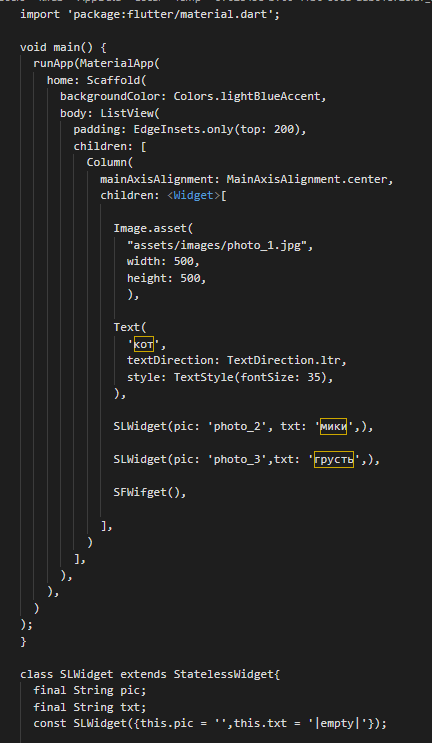 import 'package:flutter/material.dart';
void main() {
runApp(MaterialApp(
home: Scaffold(
backgroundColor: Colors.lightBlueAccent,
body: ListView(
padding: EdgeInsets.only(top: 200),
children: [
Column(
mainAxisAlignment: MainAxisAlignment.center,
children: <Widget>[
Image.asset(
"assets/images/photo_1.jpg",
width: 500,
height: 500,
),
Text(
'кот',
textDirection: TextDirection.ltr,
style: TextStyle(fontSize: 35),
),
SLWidget(pic: 'photo_2', txt: 'мики',),
SLWidget(pic: 'photo_3',txt: 'грусть',),
SFWifget(),
],
)
],
),
),
)
);
}
class SLWidget extends StatelessWidget{
final String pic;
final String txt;
const SLWidget({this.pic = '',this.txt = '|empty|'});